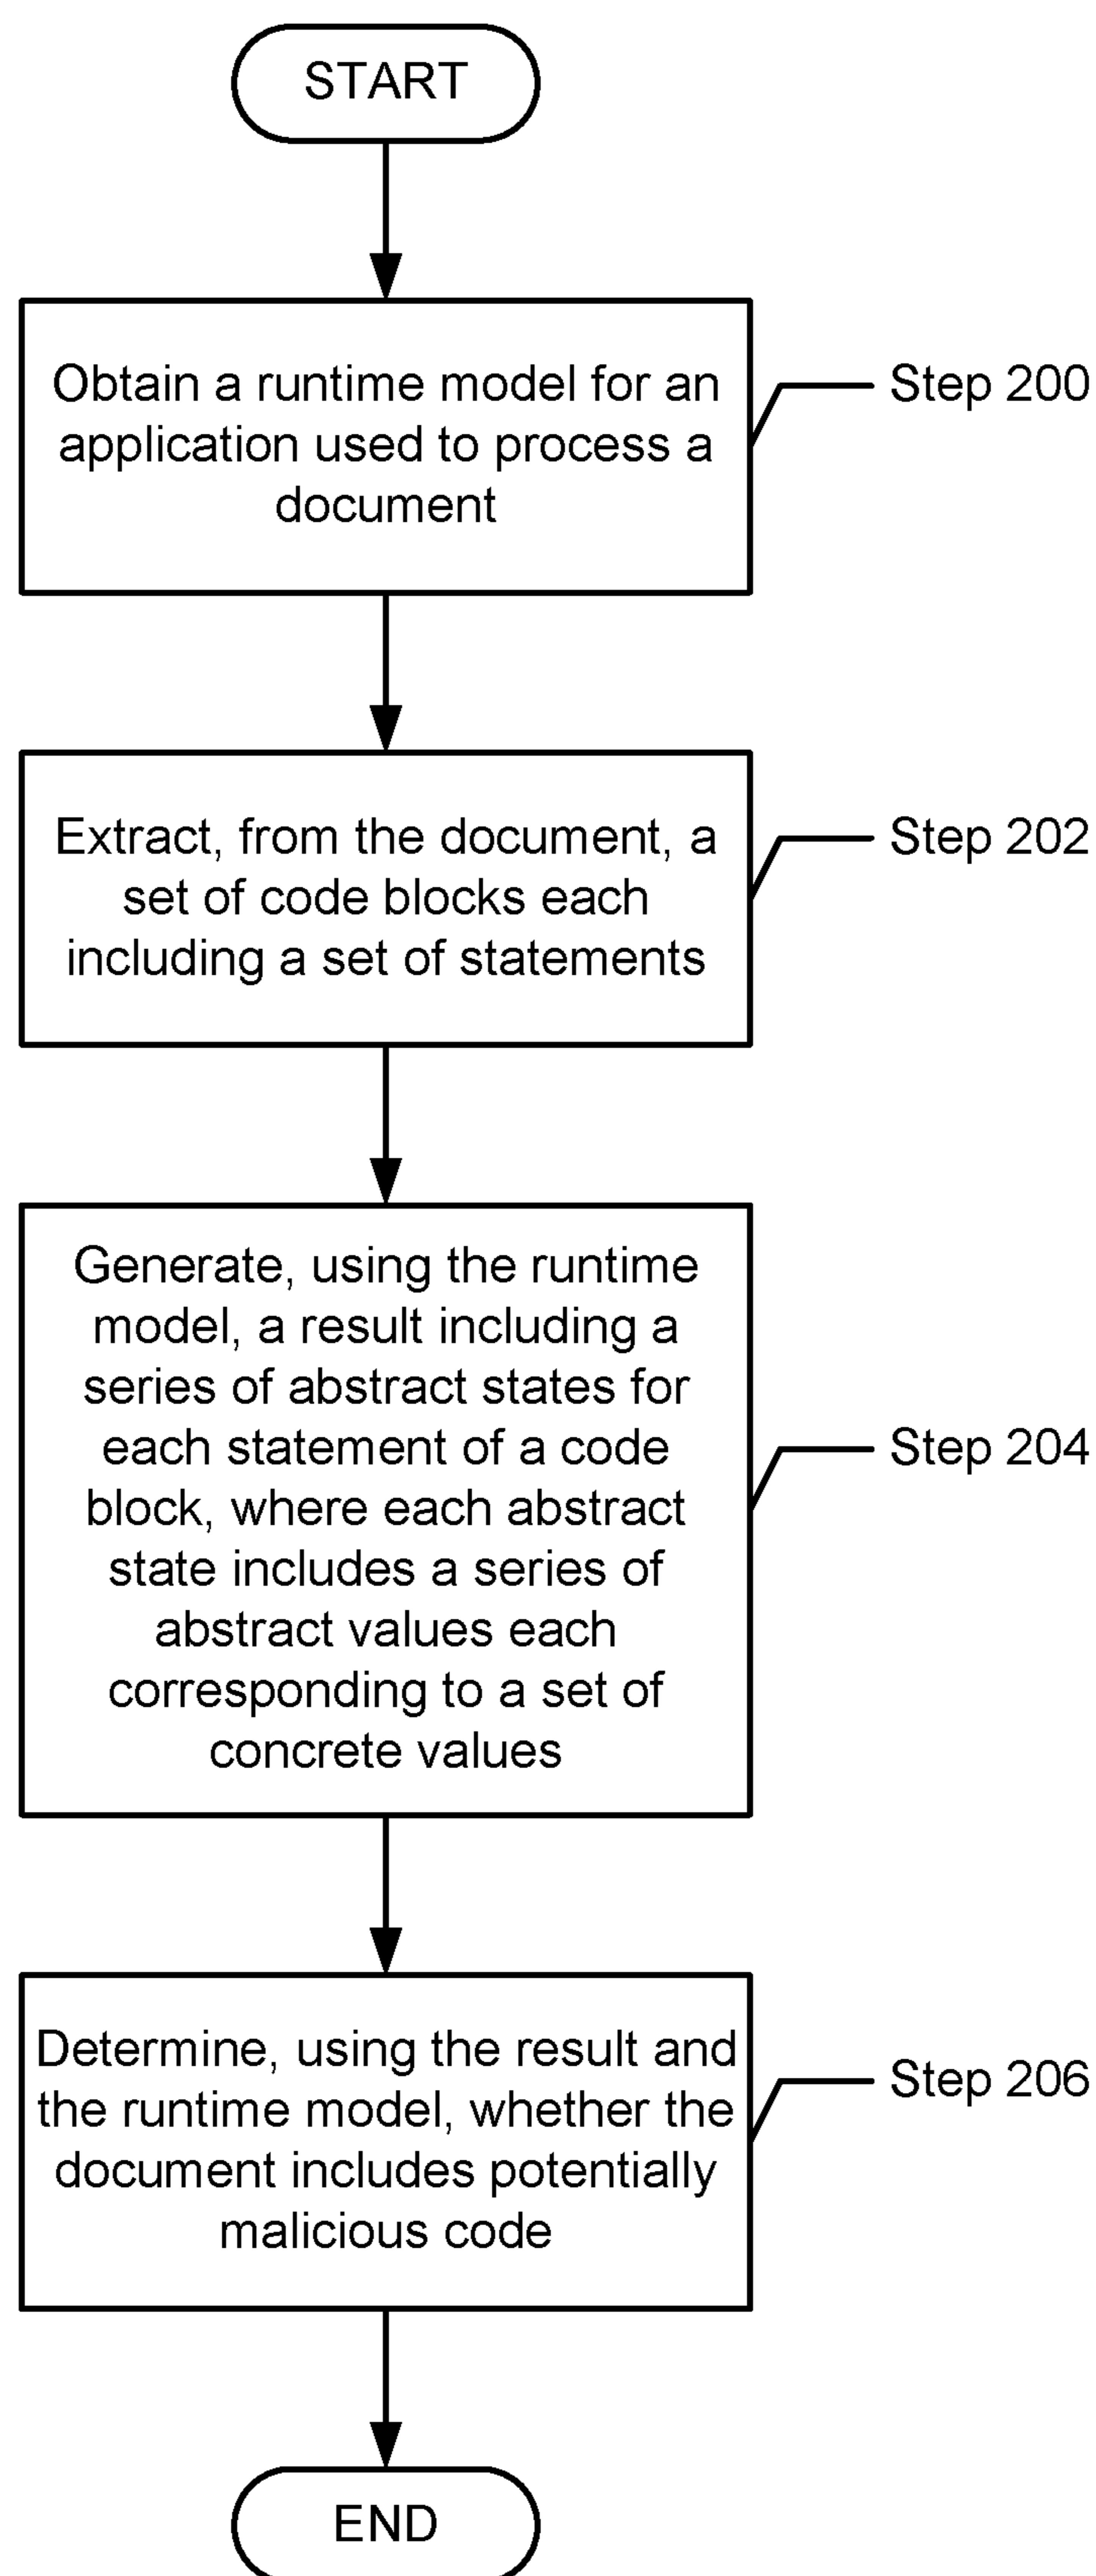 START
Obtain a runtime model for an
application used to process a
document
Step 200
Extract, from the document, a
set of code blocks each
including a set of statements
Step 202
Generate, using the runtime
model, a result including a
series of abstract states for
each statement of a code
block, where each abstract
state includes a series of
abstract values each
corresponding to a set of
concrete values
Step 204
Determine, using the result and
the runtime model, whether the
document includes potentially
malicious code
Step 206
END